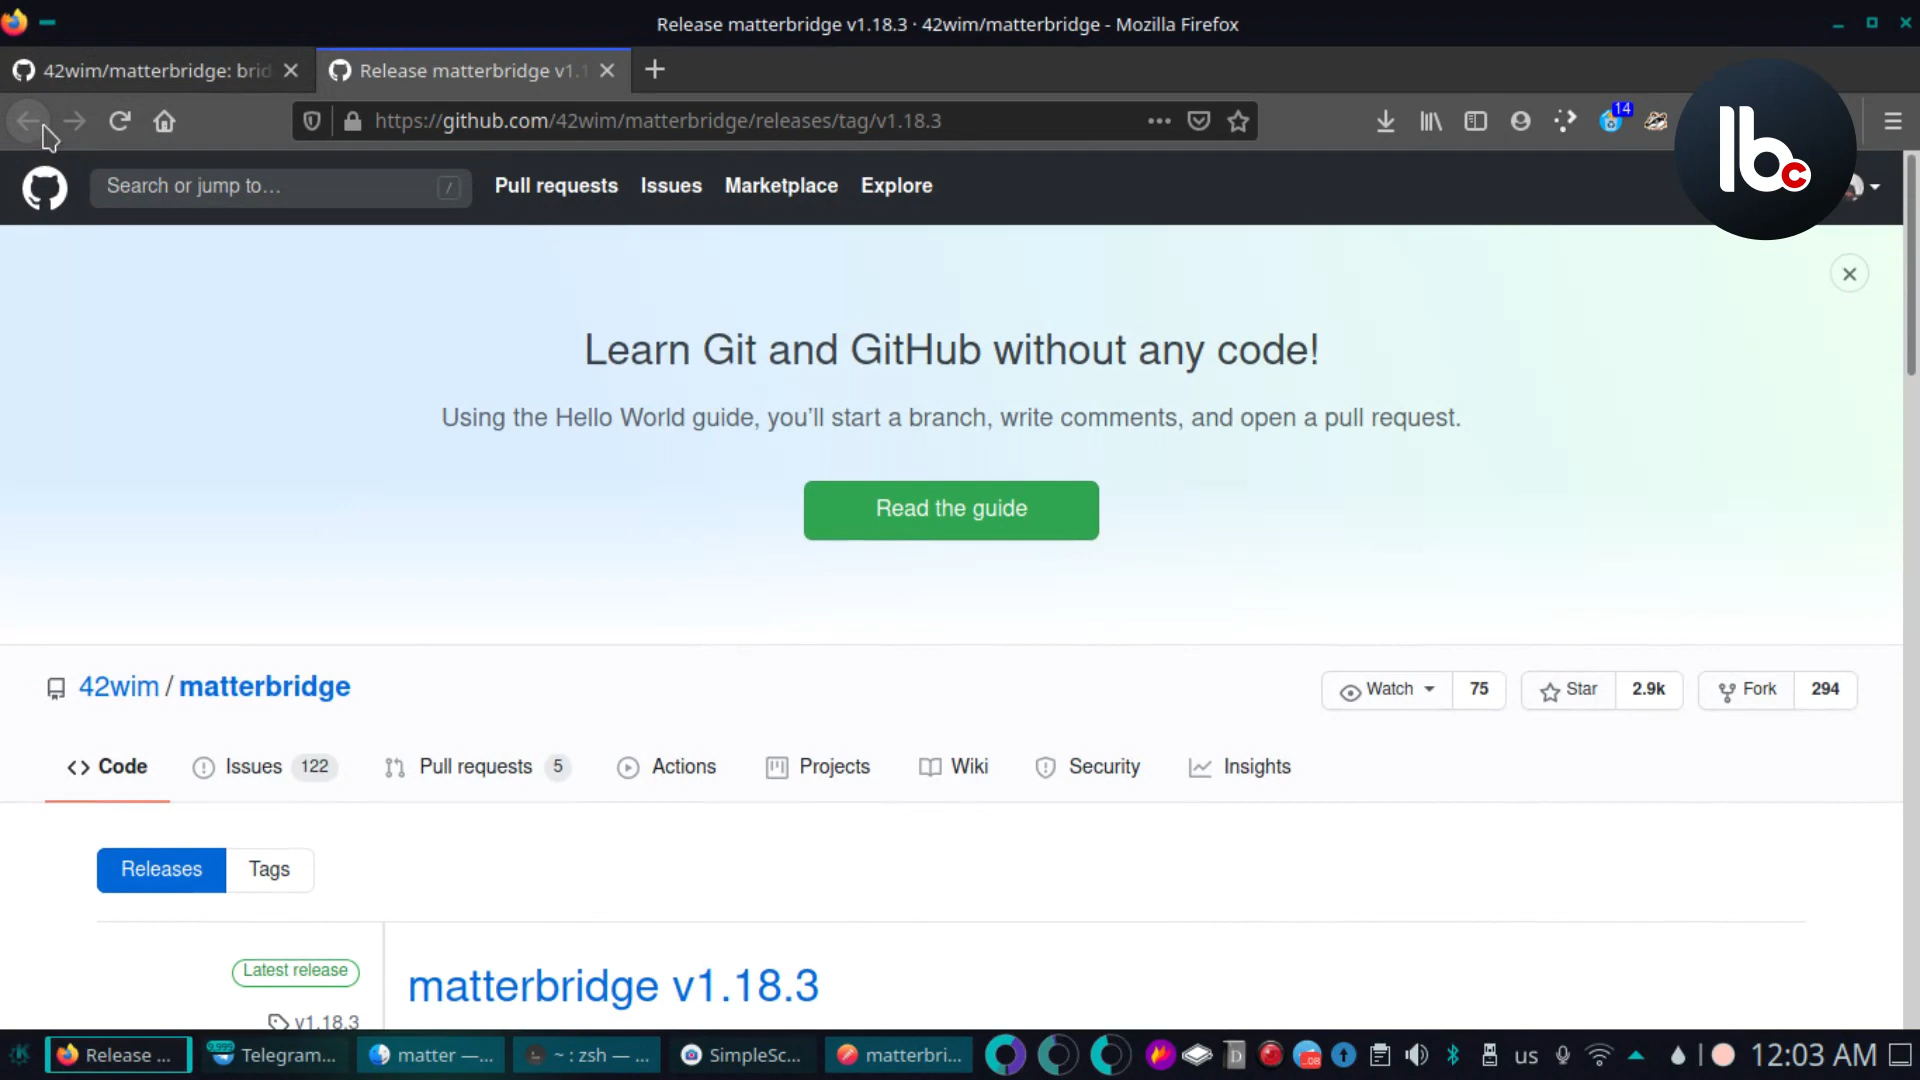 Release matterbridge v1.18.3 · 42wim/matterbridge - Mozilla Firefox
42wim/matterbridge: brid
Release matterbridge v1.1
14
https://github.com/42wim/matterbridge/releases/tag/v1.18.3
lbc
Search or jump to… /
Pull requests Issues Marketplace Explore
Learn Git and GitHub without any code!
Using the Hello World guide, you’ll start a branch, write comments, and open a pull request.
Read the guide
42wim / matterbridge
Watch 75 Star 2.9k Fork 294
Code Issues 122 Pull requests 5 Actions Projects Wiki Security Insights
Releases Tags
Latest release
matterbridge v1.18.3
v1.18.3
Release ... Telegram... matter —... ~ : zsh — ... SimpleSc... matterbri... D us 12:03 AM